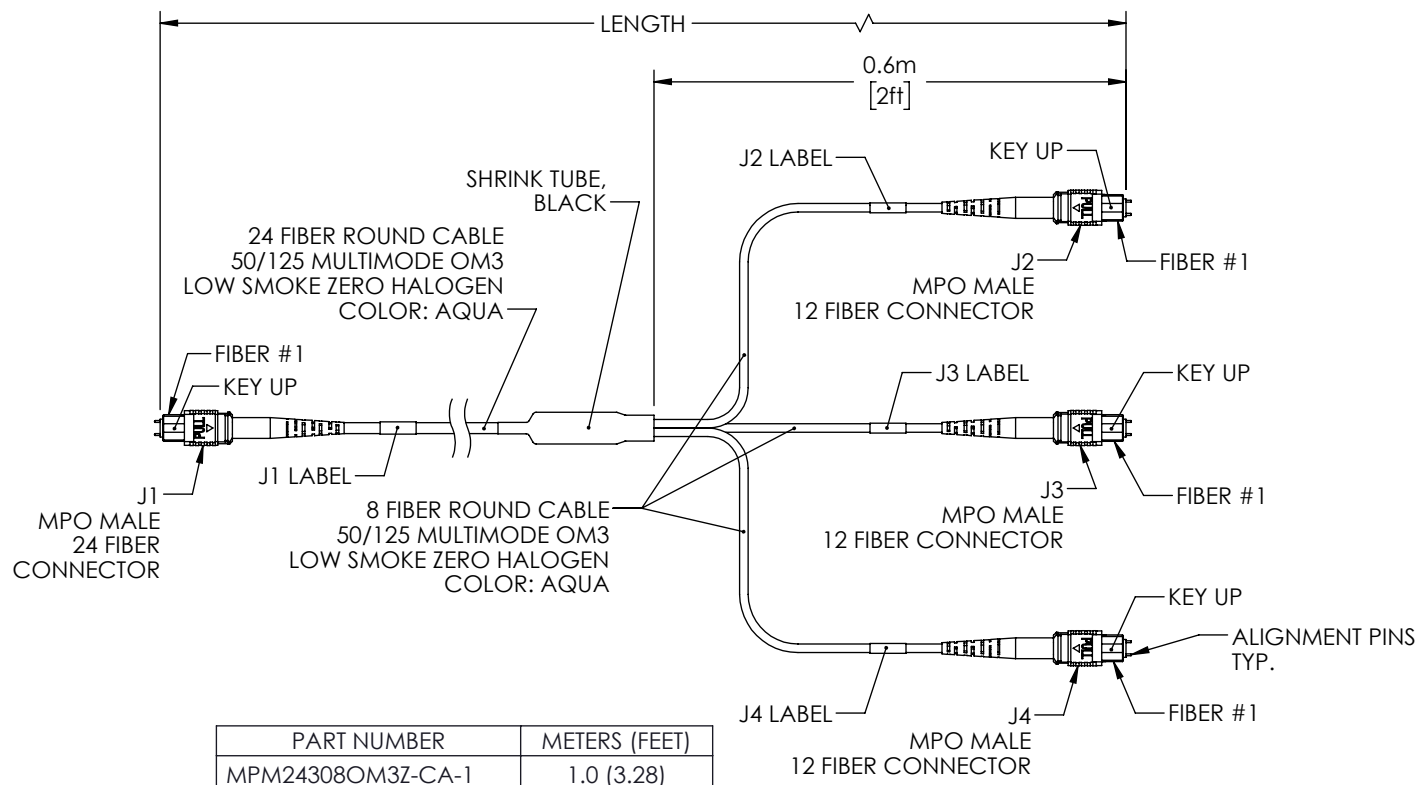 LENGTH
0.6m
[2ft]
J2 LABEL
KEY UP
SHRINK TUBE,
BLACK
PULL
24 FIBER ROUND CABLE
50/125 MULTIMODE OM3
LOW SMOKE ZERO HALOGEN
COLOR: AQUA
J2
MPO MALE
12 FIBER CONNECTOR
FIBER #1
FIBER #1
KEY UP
PULL
J1 LABEL
J1
MPO MALE
24 FIBER
CONNECTOR
J3 LABEL
KEY UP
PULL
8 FIBER ROUND CABLE
50/125 MULTIMODE OM3
LOW SMOKE ZERO HALOGEN
COLOR: AQUA
J3
MPO MALE
12 FIBER CONNECTOR
FIBER #1
KEY UP
PULL
ALIGNMENT PINS
TYP.
J4 LABEL
J4
MPO MALE
12 FIBER CONNECTOR
FIBER #1
PART NUMBER METERS (FEET)
MPM24308OM3Z-CA-1 1.0 (3.28)